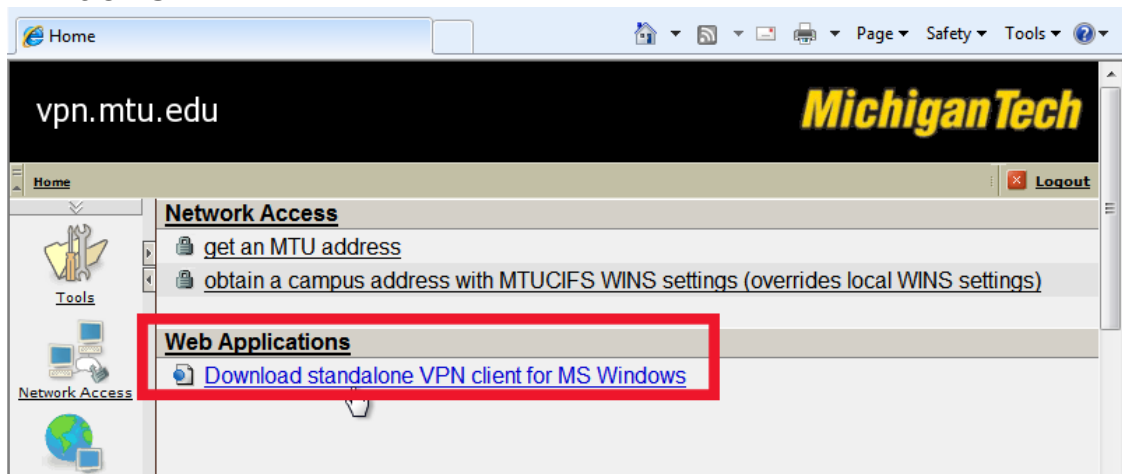 Home
Page Safety Tools
vpn.mtu.edu
MichiganTech
Home
Logout
Network Access
get an MTU address
obtain a campus address with MTUCIFS WINS settings (overrides local WINS settings)
Tools
Web Applications
Download standalone VPN client for MS Windows
Network Access